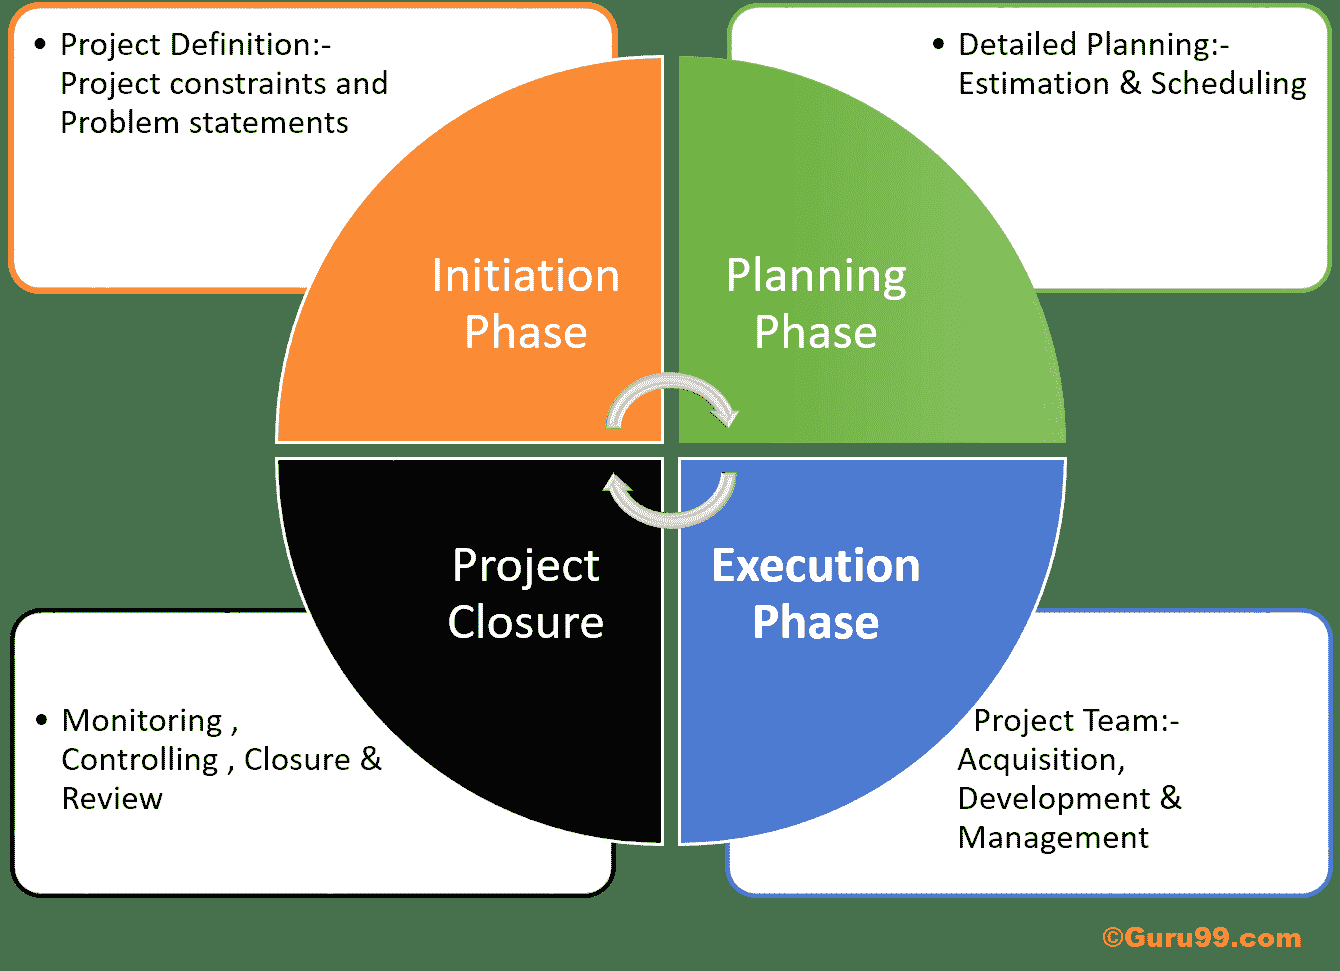 • Project Definition:-
Project constraints and
Problem statements
• Detailed Planning:-
Estimation & Scheduling
Initiation
Phase
Planning
Phase
Project
Closure
Execution
Phase
• Monitoring ,
Controlling , Closure &
Review
Project Team:-
Acquisition,
Development &
Management
©Guru99.com